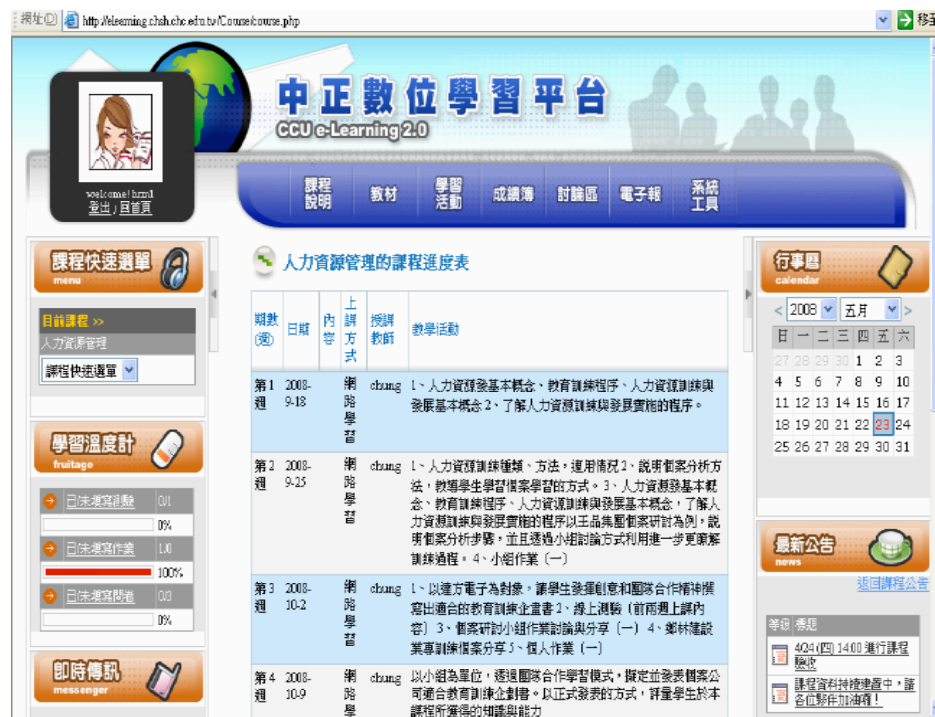 網址(D) http://elearning.chsh.chc.edu.tw/Course/course.php
移至
中正數位學習平台
CCU e-Learning 2.0
welcome! hrm1
登出 / 回首頁
課程說明 教材 學習活動 成績簿 討論區 電子報 系統工具
課程快速選單
menu
目前課程 >>
人力資源管理
課程快速選單
學習溫度計
fruitage
已/未填寫測驗 0/1
0%
已/未填寫作業 1/0
100%
已/未填寫問卷 0/3
0%
即時傳訊
messenger
人力資源管理的課程進度表
期數(週) 日期 內容 上課方式 授課教師 教學活動
第1週 2008-9-18 網路學習 chung 1、人力資源發基本概念、教育訓練程序、人力資源訓練與
發展基本概念 2、了解人力資源訓練與發展實施的程序。
第2週 2008-9-25 網路學習 chung 1、人力資源訓練種類、方法,運用情況 2、說明個案分析方
法,教導學生學習個案學習的方式。3、人力資源發基本概
念、教育訓練程序、人力資源訓練與發展基本概念,了解人
力資源訓練與發展實施的程序以王品集團個案研討為例,說
明個案分析步驟,並且透過小組討論方式利用進一步更瞭解
訓練過程。4、小組作業(一)
第3週 2008-10-2 網路學習 chung 1、以達方電子為對象,讓學生發揮創意和團隊合作精神撰
寫出適合的教育訓練企畫書 2、線上測驗(前兩週上課內
容) 3、個案研討小組作業討論與分享(一) 4、鄉林建設
業專訓練個案分享 5、個人作業(一)
第4週 2008-10-9 網路學 chung 以小組為單位,透過團隊合作學習模式,擬定並發表個案公
司適合教育訓練企劃書。以正式發表的方式,評量學生於本
課程所獲得的知識與能力
行事曆
calendar
< 2008 五月 >
日 一 二 三 四 五 六
27 28 29 30 1 2 3
4 5 6 7 8 9 10
11 12 13 14 15 16 17
18 19 20 21 22 23 24
25 26 27 28 29 30 31
最新公告
news
返回課程公告
等級 標題
4/24 (四) 14:00 進行課程
驗收
課程資料持續建置中,請
各位夥伴加油喔!